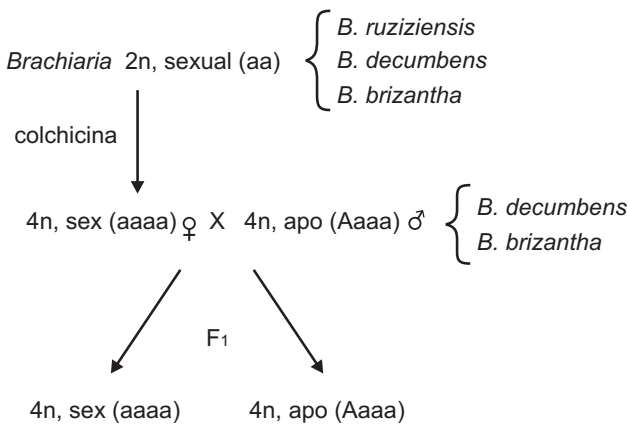 B. ruziziensis
Brachiaria 2n, sexual (aa)
B. decumbens
B. brizantha
colchicina
4n, sex (aaaa) ♀ X 4n, apo (Aaaa) ♂
B. decumbens
B. brizantha
F1
4n, sex (aaaa) 4n, apo (Aaaa)